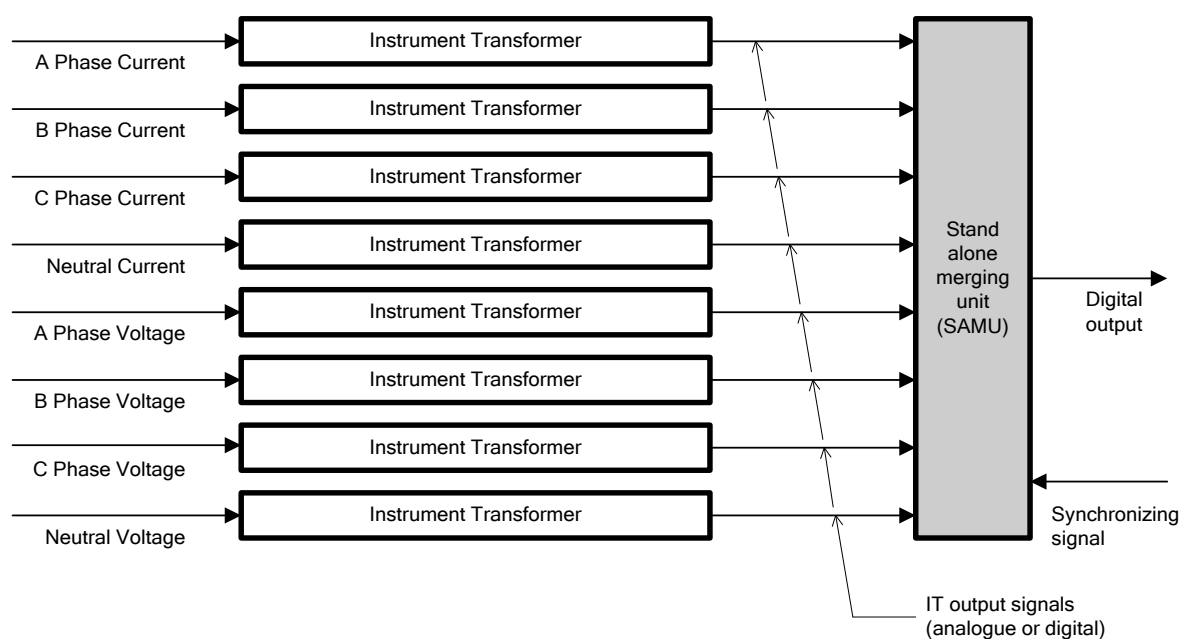 A Phase Current
Instrument Transformer
B Phase Current
Instrument Transformer
C Phase Current
Instrument Transformer
Neutral Current
Instrument Transformer
A Phase Voltage
Instrument Transformer
B Phase Voltage
Instrument Transformer
C Phase Voltage
Instrument Transformer
Neutral Voltage
Instrument Transformer
Stand
alone
merging
unit
(SAMU)
Digital
output
Synchronizing
signal
IT output signals
(analogue or digital)